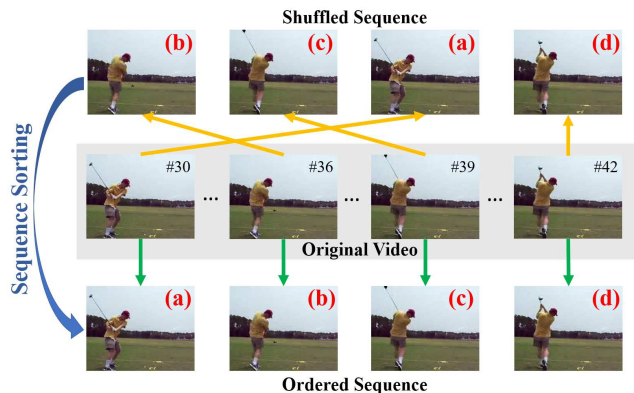 Shuffled Sequence
(b)
(c)
(a)
(d)
Sequence Sorting
#30
#36
#39
#42
... ... ...
Original Video
(a)
(b)
(c)
(d)
Ordered Sequence